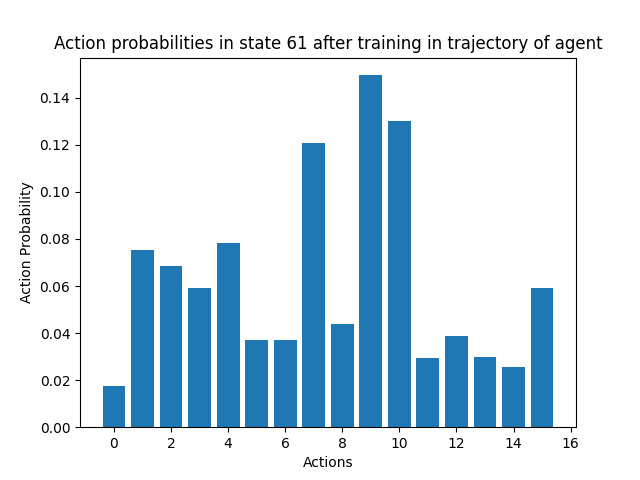 Action probabilities in state 61 after training in trajectory of agent
0.14
0.12
0.10
0.08
0.06
0.04
0.02
0.00
Action Probability
0 2 4 6 8 10 12 14 16
Actions